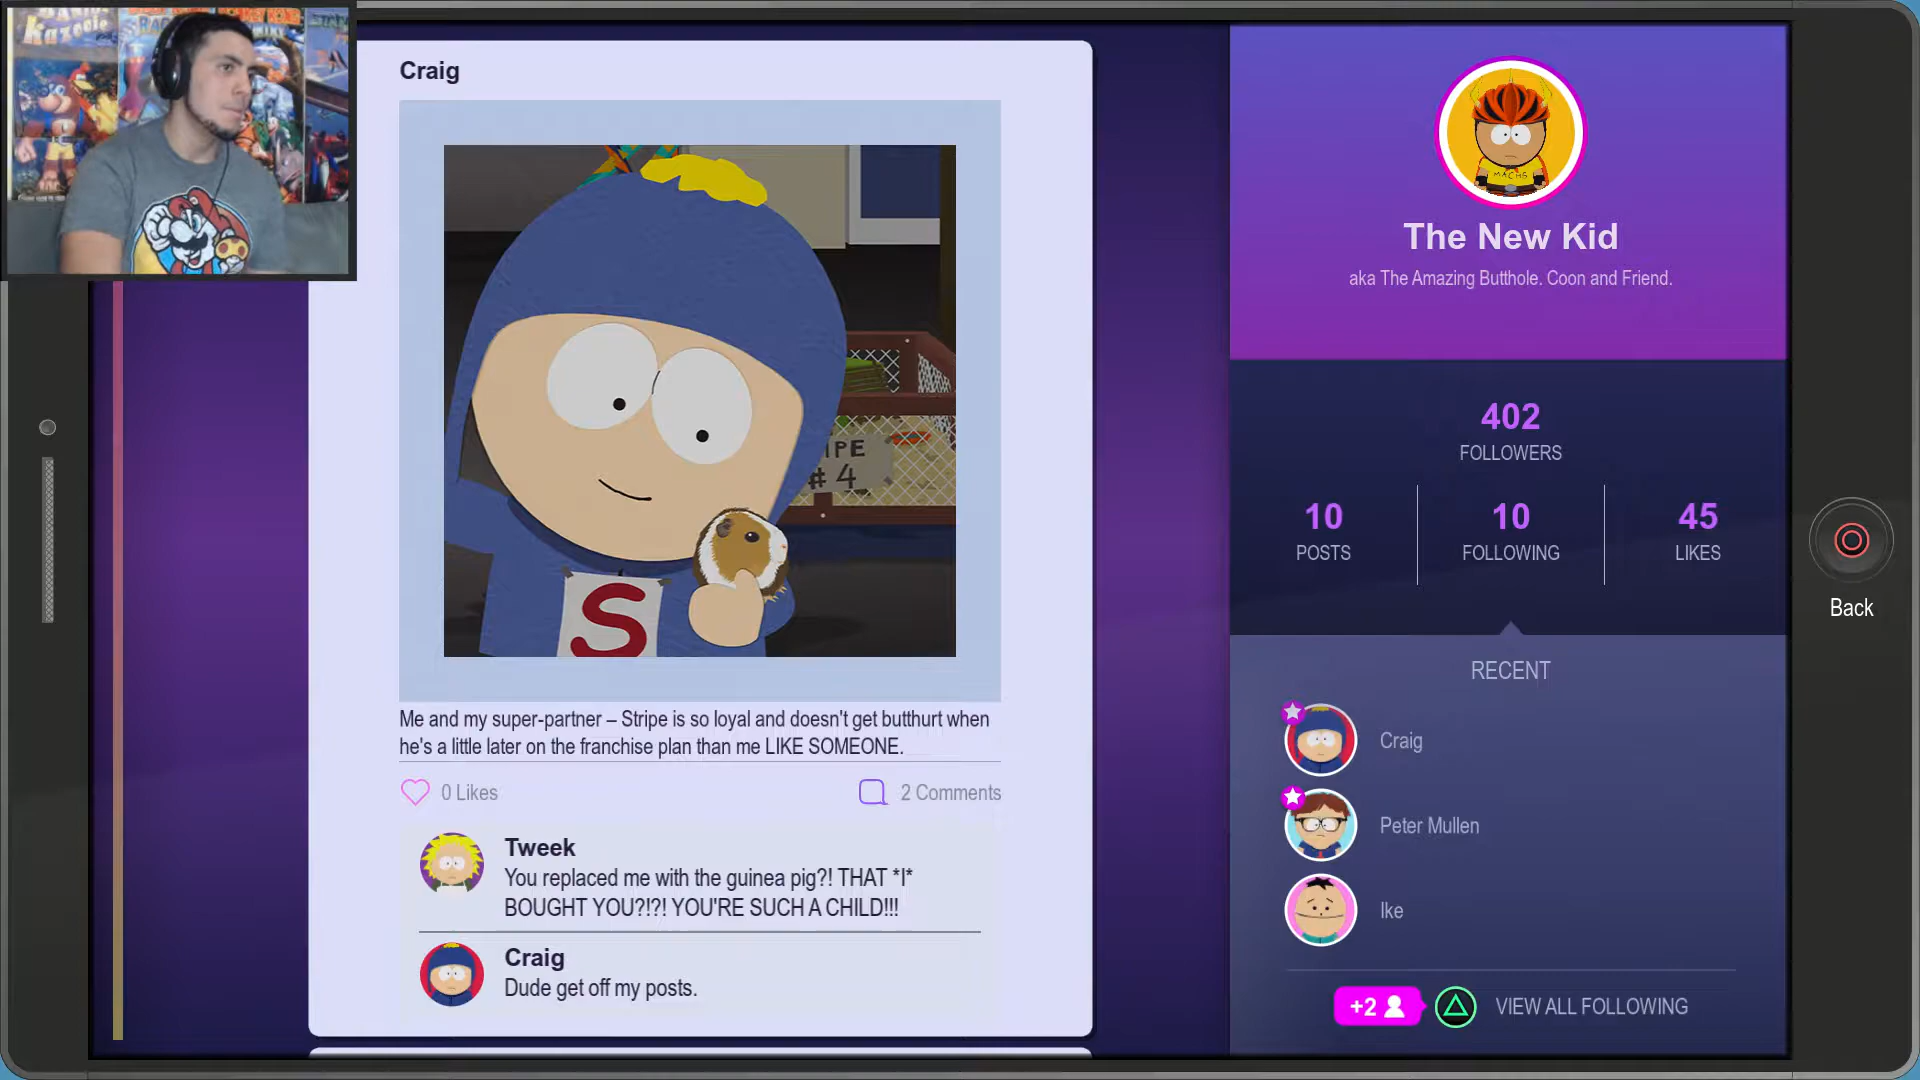 Kazooie
Craig
IPE
# 4
S
Me and my super-partner – Stripe is so loyal and doesn't get butthurt when
he's a little later on the franchise plan than me LIKE SOMEONE.
0 Likes
2 Comments
Tweek
You replaced me with the guinea pig?! THAT *I*
BOUGHT YOU?!?! YOU'RE SUCH A CHILD!!!
Craig
Dude get off my posts.
MACHS
The New Kid
aka The Amazing Butthole. Coon and Friend.
402
FOLLOWERS
10
POSTS
10
FOLLOWING
45
LIKES
RECENT
Craig
Peter Mullen
Ike
+2
VIEW ALL FOLLOWING
Back